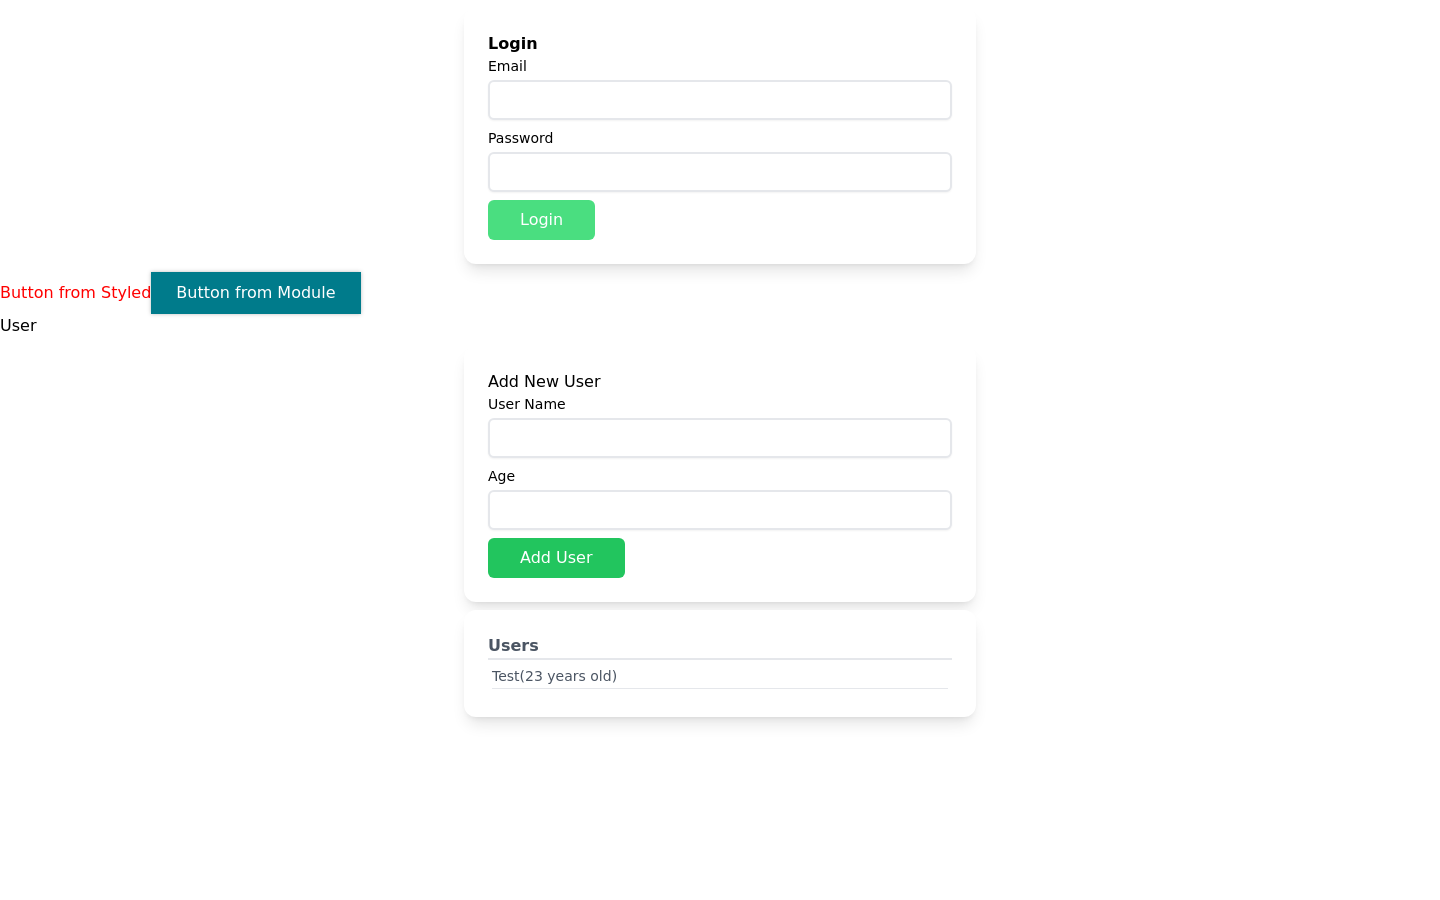 Login
Email
Password
Login
Button from Styled Button from Module
User
Add New User
User Name
Age
Add User
Users
Test(23 years old)